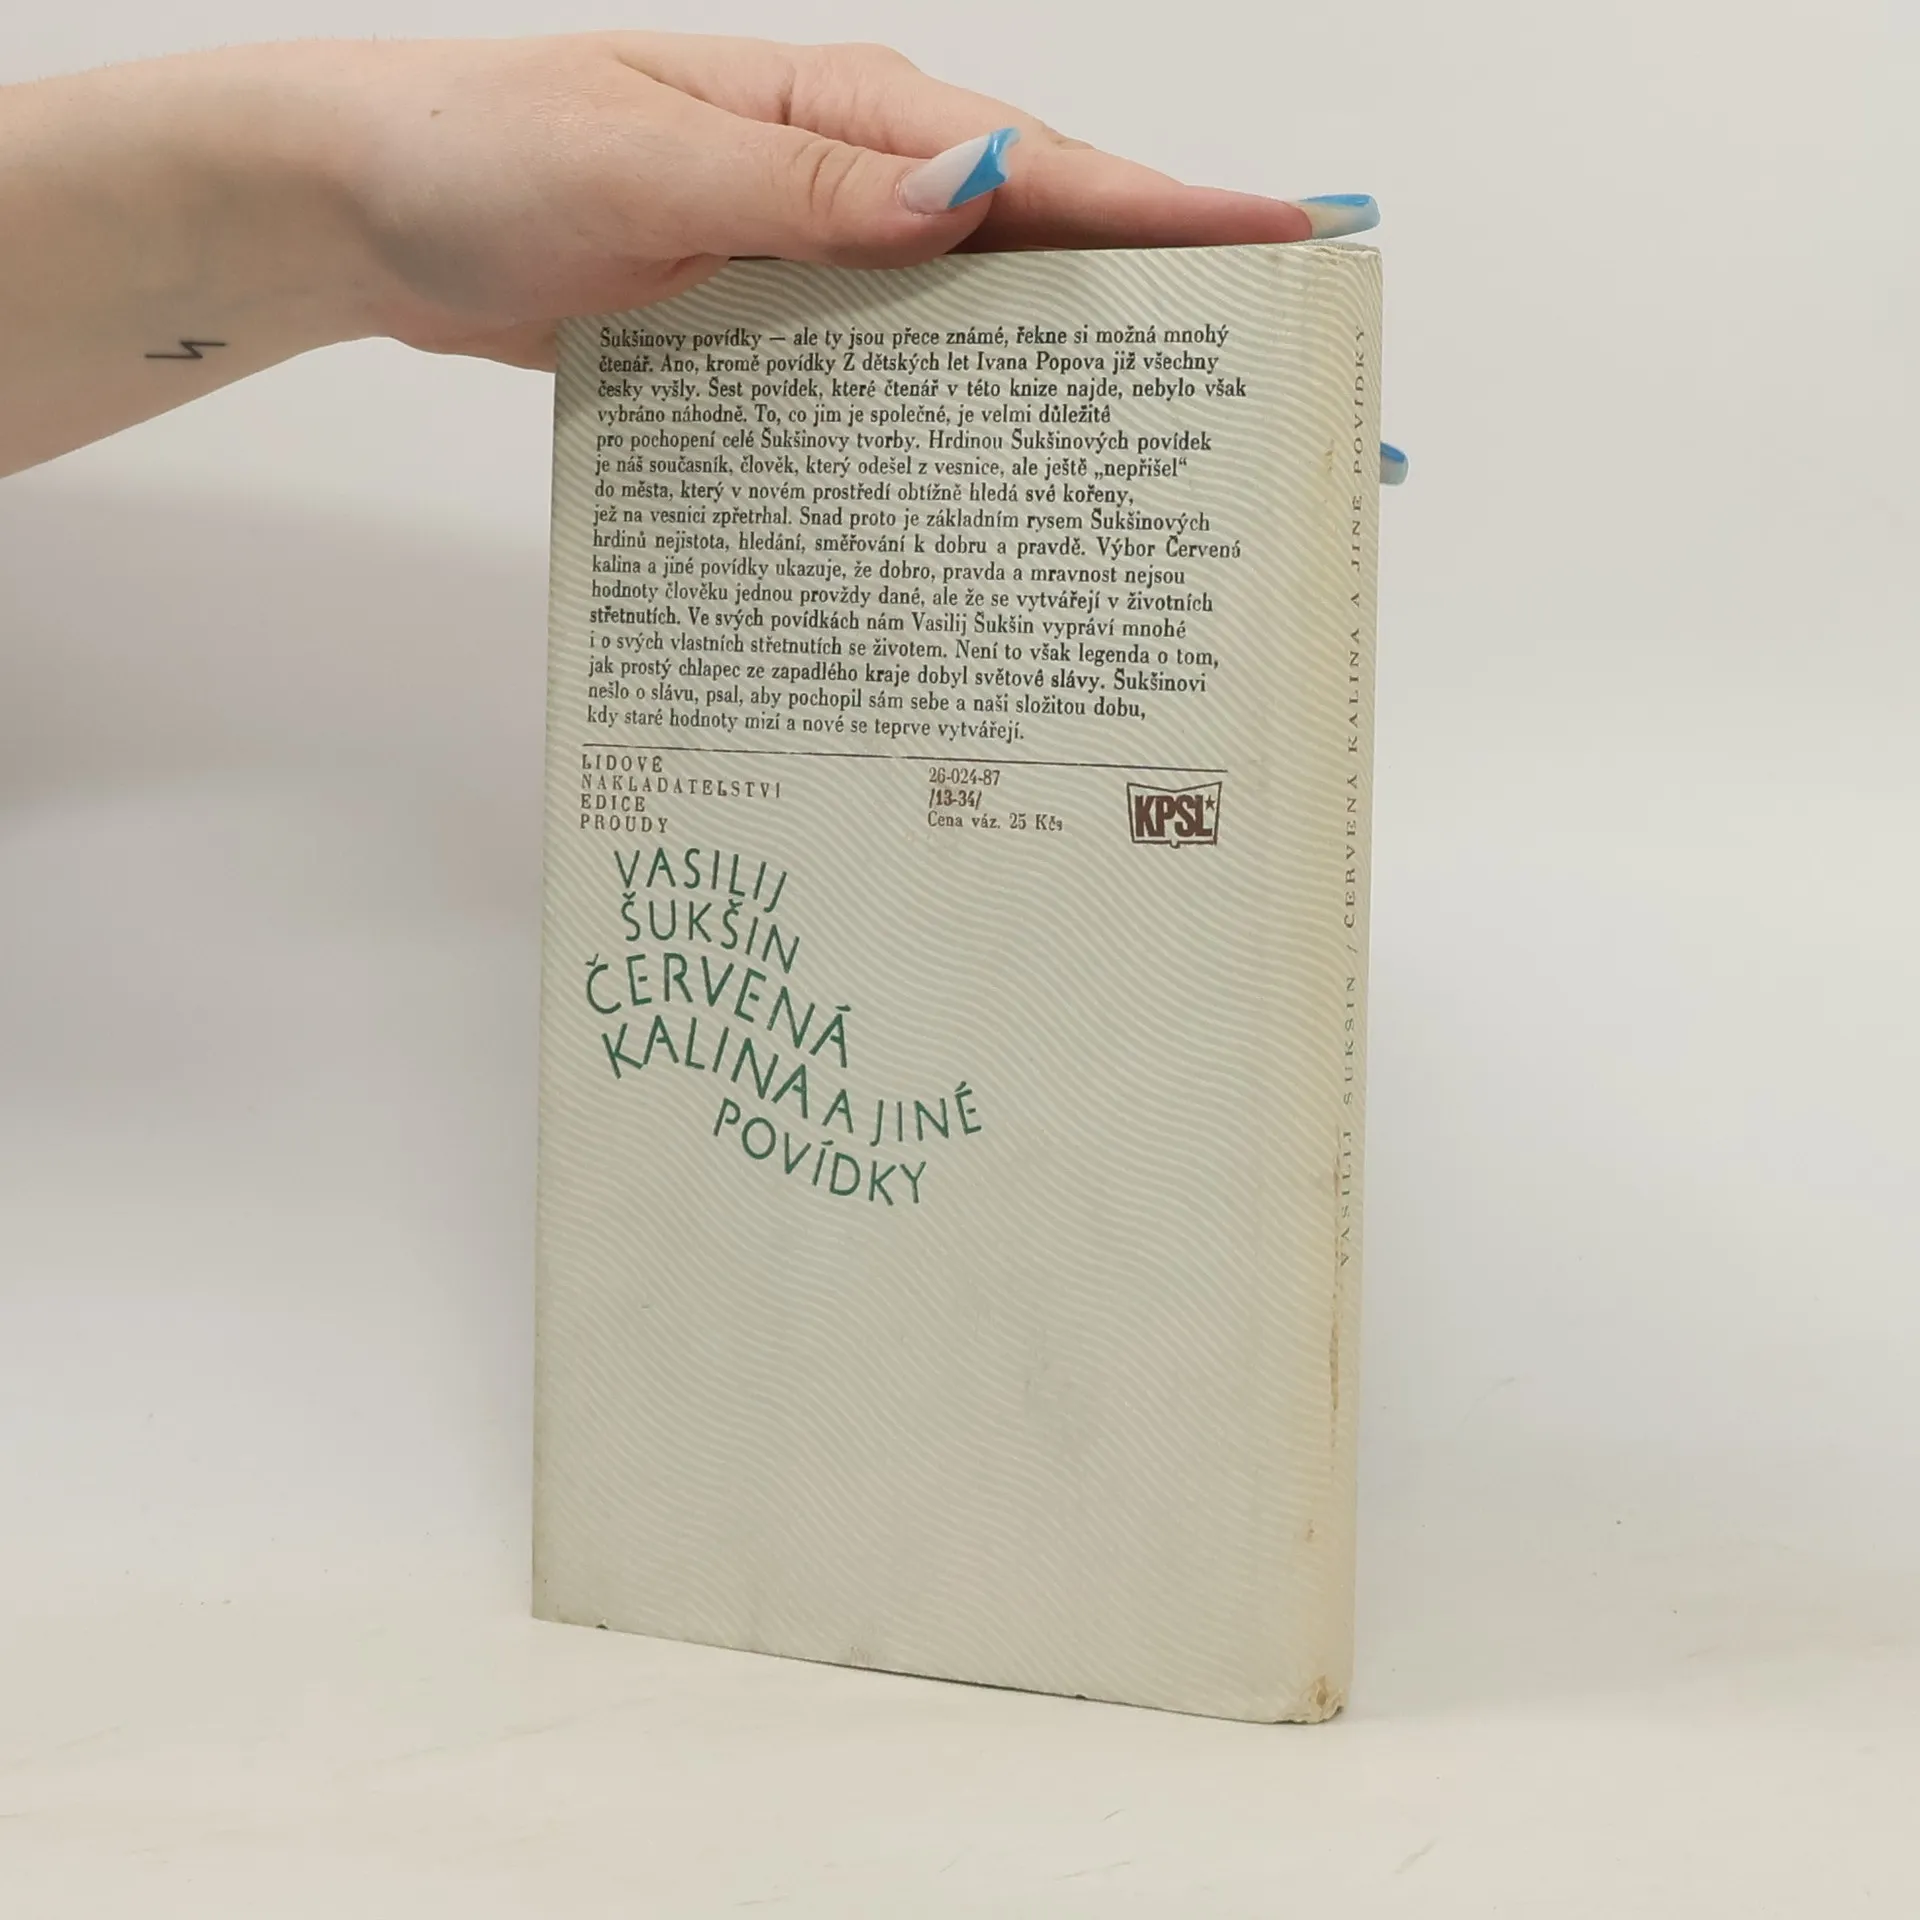 Šukšinovy povídky — ale ty jsou přece známé, řekne si možná mnohý
čtenář. Ano, kromě povídky Z dětských let Ivana Popova již všechny
česky vyšly. Šest povídek, které čtenář v této knize najde, nebylo však
vybráno náhodně. To, co jim je společné, je velmi důležité
pro pochopení celé Šukšinovy tvorby. Hrdinou Šukšinových povídek
je náš současník, člověk, který odešel z vesnice, ale ještě „nepřišel“
do města, který v novém prostředí obtížně hledá své kořeny,
jež na vesnici zpřetrhal. Snad proto je základním rysem Šukšinových
hrdinů nejistota, hledání, směřování k dobru a pravdě. Výbor Červená
kalina a jiné povídky ukazuje, že dobro, pravda a mravnost nejsou
hodnoty člověku jednou provždy dané, ale že se vytvářejí v životních
střetnutích. Ve svých povídkách nám Vasilij Šukšin vypráví mnohé
i o svých vlastních střetnutích se životem. Není to však legenda o tom,
jak prostý chlapec ze zapadlého kraje dobyl světové slávy. Šukšinovi
nešlo o slávu, psal, aby pochopil sám sebe a naši složitou dobu,
kdy staré hodnoty mizí a nové se teprve vytvářejí.
LIDOVÉ
NAKLADATELSTVÍ
EDICE
PROUDY
26-024-87
/13-34/
Cena váz. 25 Kčs
KPSL
VASILIJ
ŠUKŠIN
ČERVENÁ
KALINA A JINÉ
POVÍDKY
VASILIJ ŠUKŠIN / ČERVENÁ KALINA A JINÉ POVÍDKY